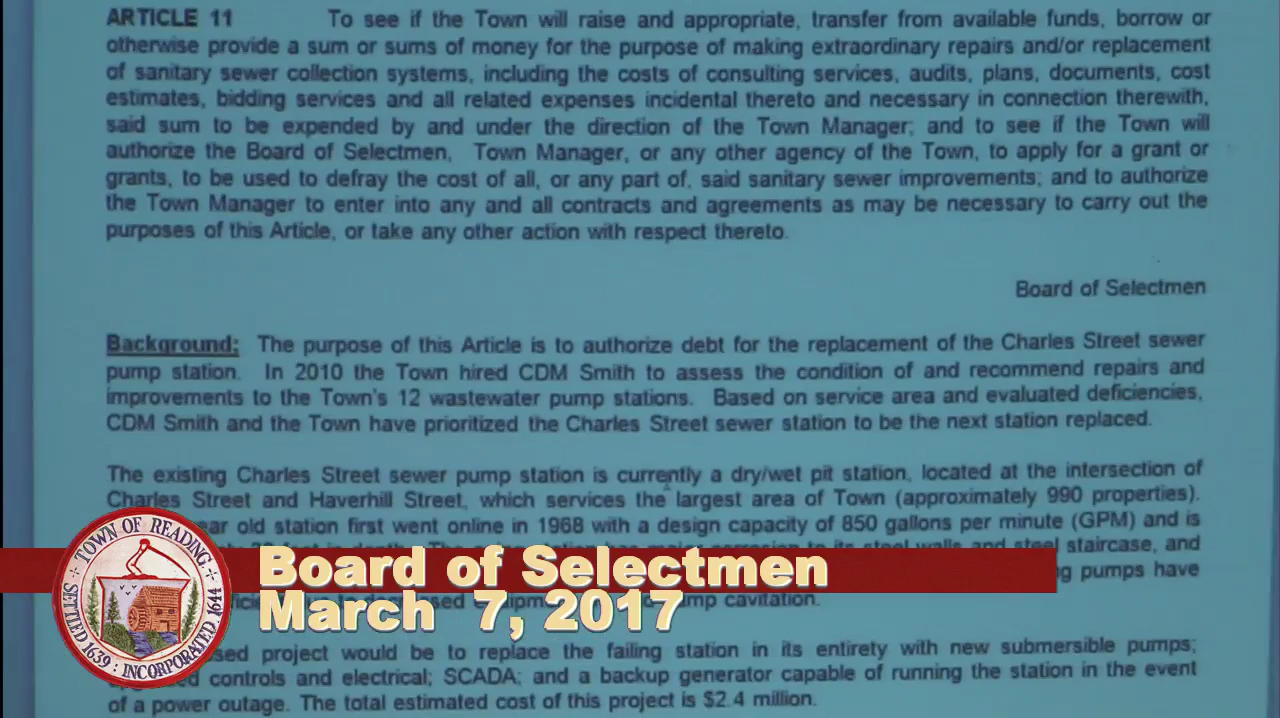 ARTICLE 11 To see if the Town will raise and appropriate, transfer from available funds, borrow or
otherwise provide a sum or sums of money for the purpose of making extraordinary repairs and/or replacement
of sanitary sewer collection systems, including the costs of consulting services, audits, plans, documents, cost
estimates, bidding services and all related expenses incidental thereto and necessary in connection therewith,
said sum to be expended by and under the direction of the Town Manager; and to see if the Town will
authorize the Board of Selectmen, Town Manager, or any other agency of the Town, to apply for a grant or
grants, to be used to defray the cost of all, or any part of, said sanitary sewer improvements; and to authorize
the Town Manager to enter into any and all contracts and agreements as may be necessary to carry out the
purposes of this Article, or take any other action with respect thereto.
Board of Selectmen
Background: The purpose of this Article is to authorize debt for the replacement of the Charles Street sewer
pump station. In 2010 the Town hired CDM Smith to assess the condition of and recommend repairs and
improvements to the Town's 12 wastewater pump stations. Based on service area and evaluated deficiencies,
CDM Smith and the Town have prioritized the Charles Street sewer station to be the next station replaced.
The existing Charles Street sewer pump station is currently a dry/wet pit station, located at the intersection of
Charles Street and Haverhill Street, which services the largest area of Town (approximately 990 properties).
old station first went online in 1968 with a design capacity of 850 gallons per minute (GPM) and is
to its steel walls and steel staircase, and
pumps have
cavitation.
project would be to replace the failing station in its entirety with new submersible pumps;
controls and electrical; SCADA; and a backup generator capable of running the station in the event
of a power outage. The total estimated cost of this project is $2.4 million.
TOWN OF READING
SETTLED 1639 : INCORPORATED 1644
Board of Selectmen
March 7, 2017